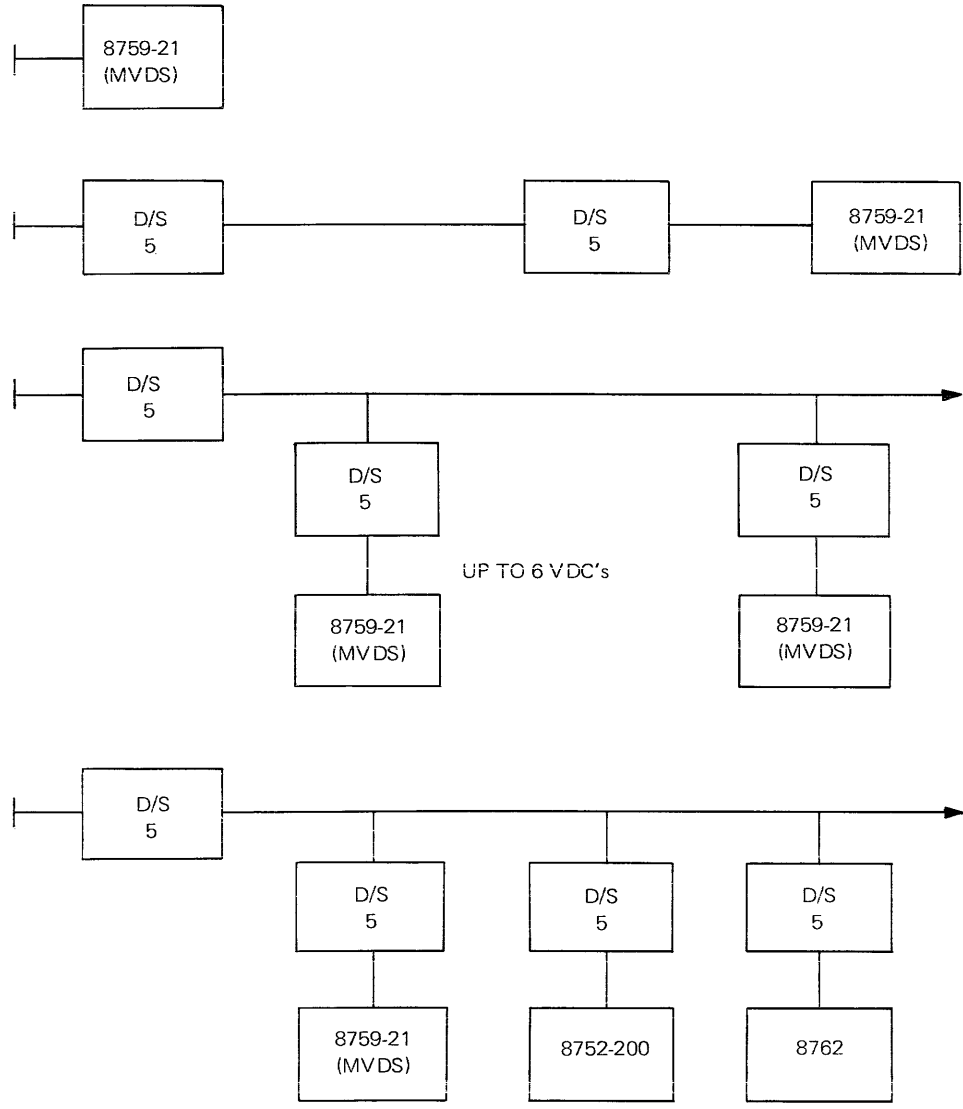 8759-21
(MVDS)
D/S
5
D/S
5
8759-21
(MVDS)
D/S
5
D/S
5
D/S
5
UP TO 6 VDC's
8759-21
(MVDS)
8759-21
(MVDS)
D/S
5
D/S
5
D/S
5
D/S
5
8759-21
(MVDS)
8752-200
8762